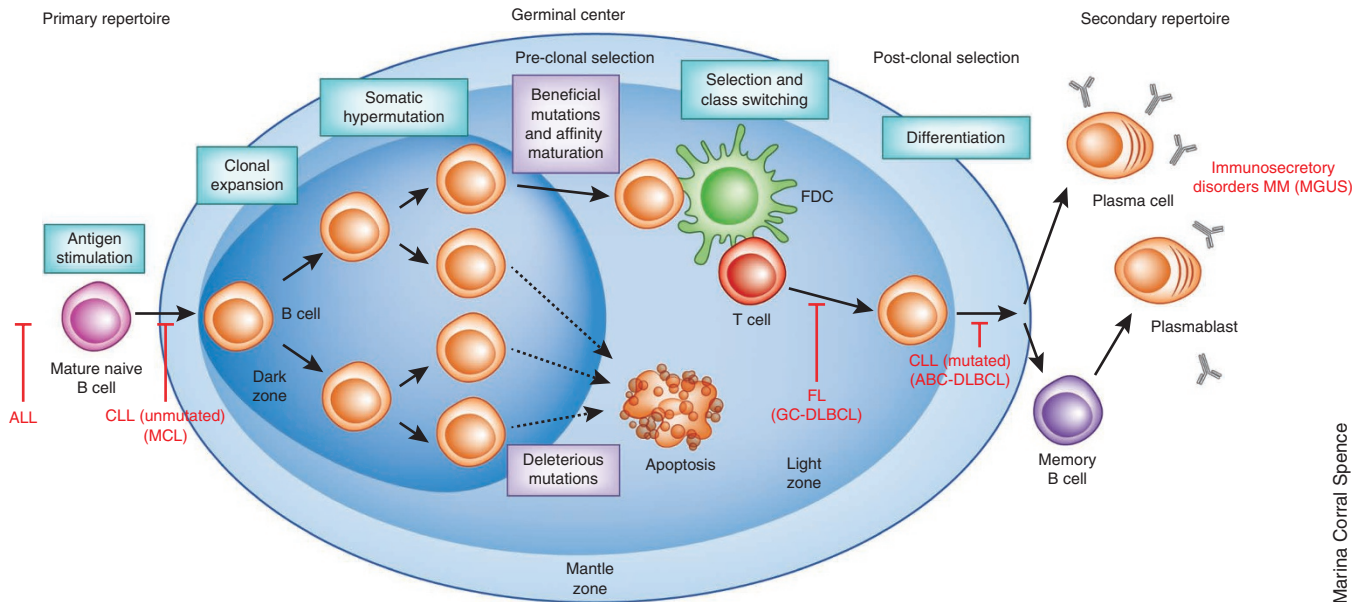 Primary repertoire
Germinal center
Secondary repertoire
Pre-clonal selection
Post-clonal selection
Antigen
stimulation
Clonal
expansion
Somatic
hypermutation
Beneficial
mutations
and affinity
maturation
Selection and
class switching
Differentiation
Mature naive
B cell
B cell
Dark
zone
FDC
T cell
Deleterious
mutations
Apoptosis
Light
zone
Mantle
zone
ALL
CLL (unmutated)
(MCL)
FL
(GC-DLBCL)
CLL (mutated)
(ABC-DLBCL)
Plasma cell
Immunosecretory
disorders MM (MGUS)
Plasmablast
Memory
B cell
Marina Corral Spence